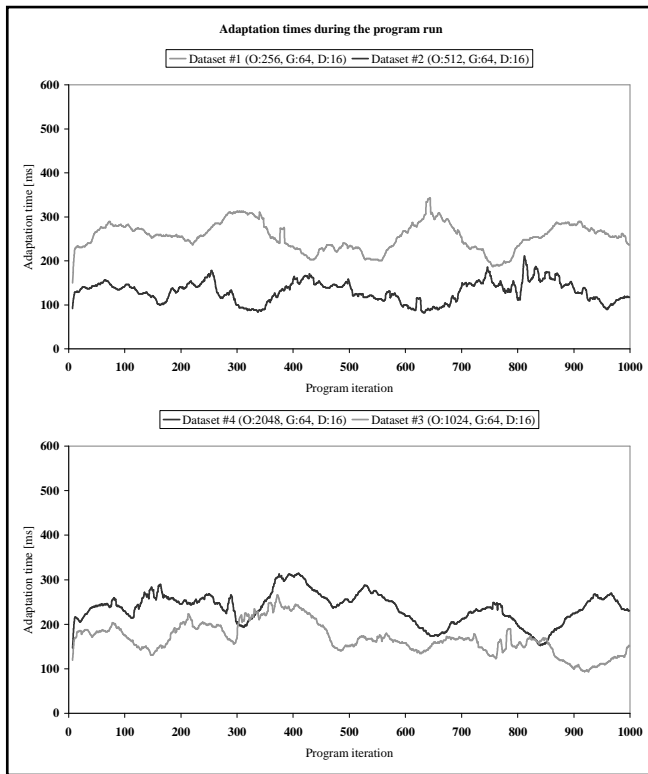 Adaptation times during the program run
Dataset #1 (O:256, G:64, D:16) Dataset #2 (O:512, G:64, D:16)
600
500
400
300
200
100
0
Adaptation time [ms]
0 100 200 300 400 500 600 700 800 900 1000
Program iteration
Dataset #4 (O:2048, G:64, D:16) Dataset #3 (O:1024, G:64, D:16)
600
500
400
300
200
100
0
Adaptation time [ms]
0 100 200 300 400 500 600 700 800 900 1000
Program iteration